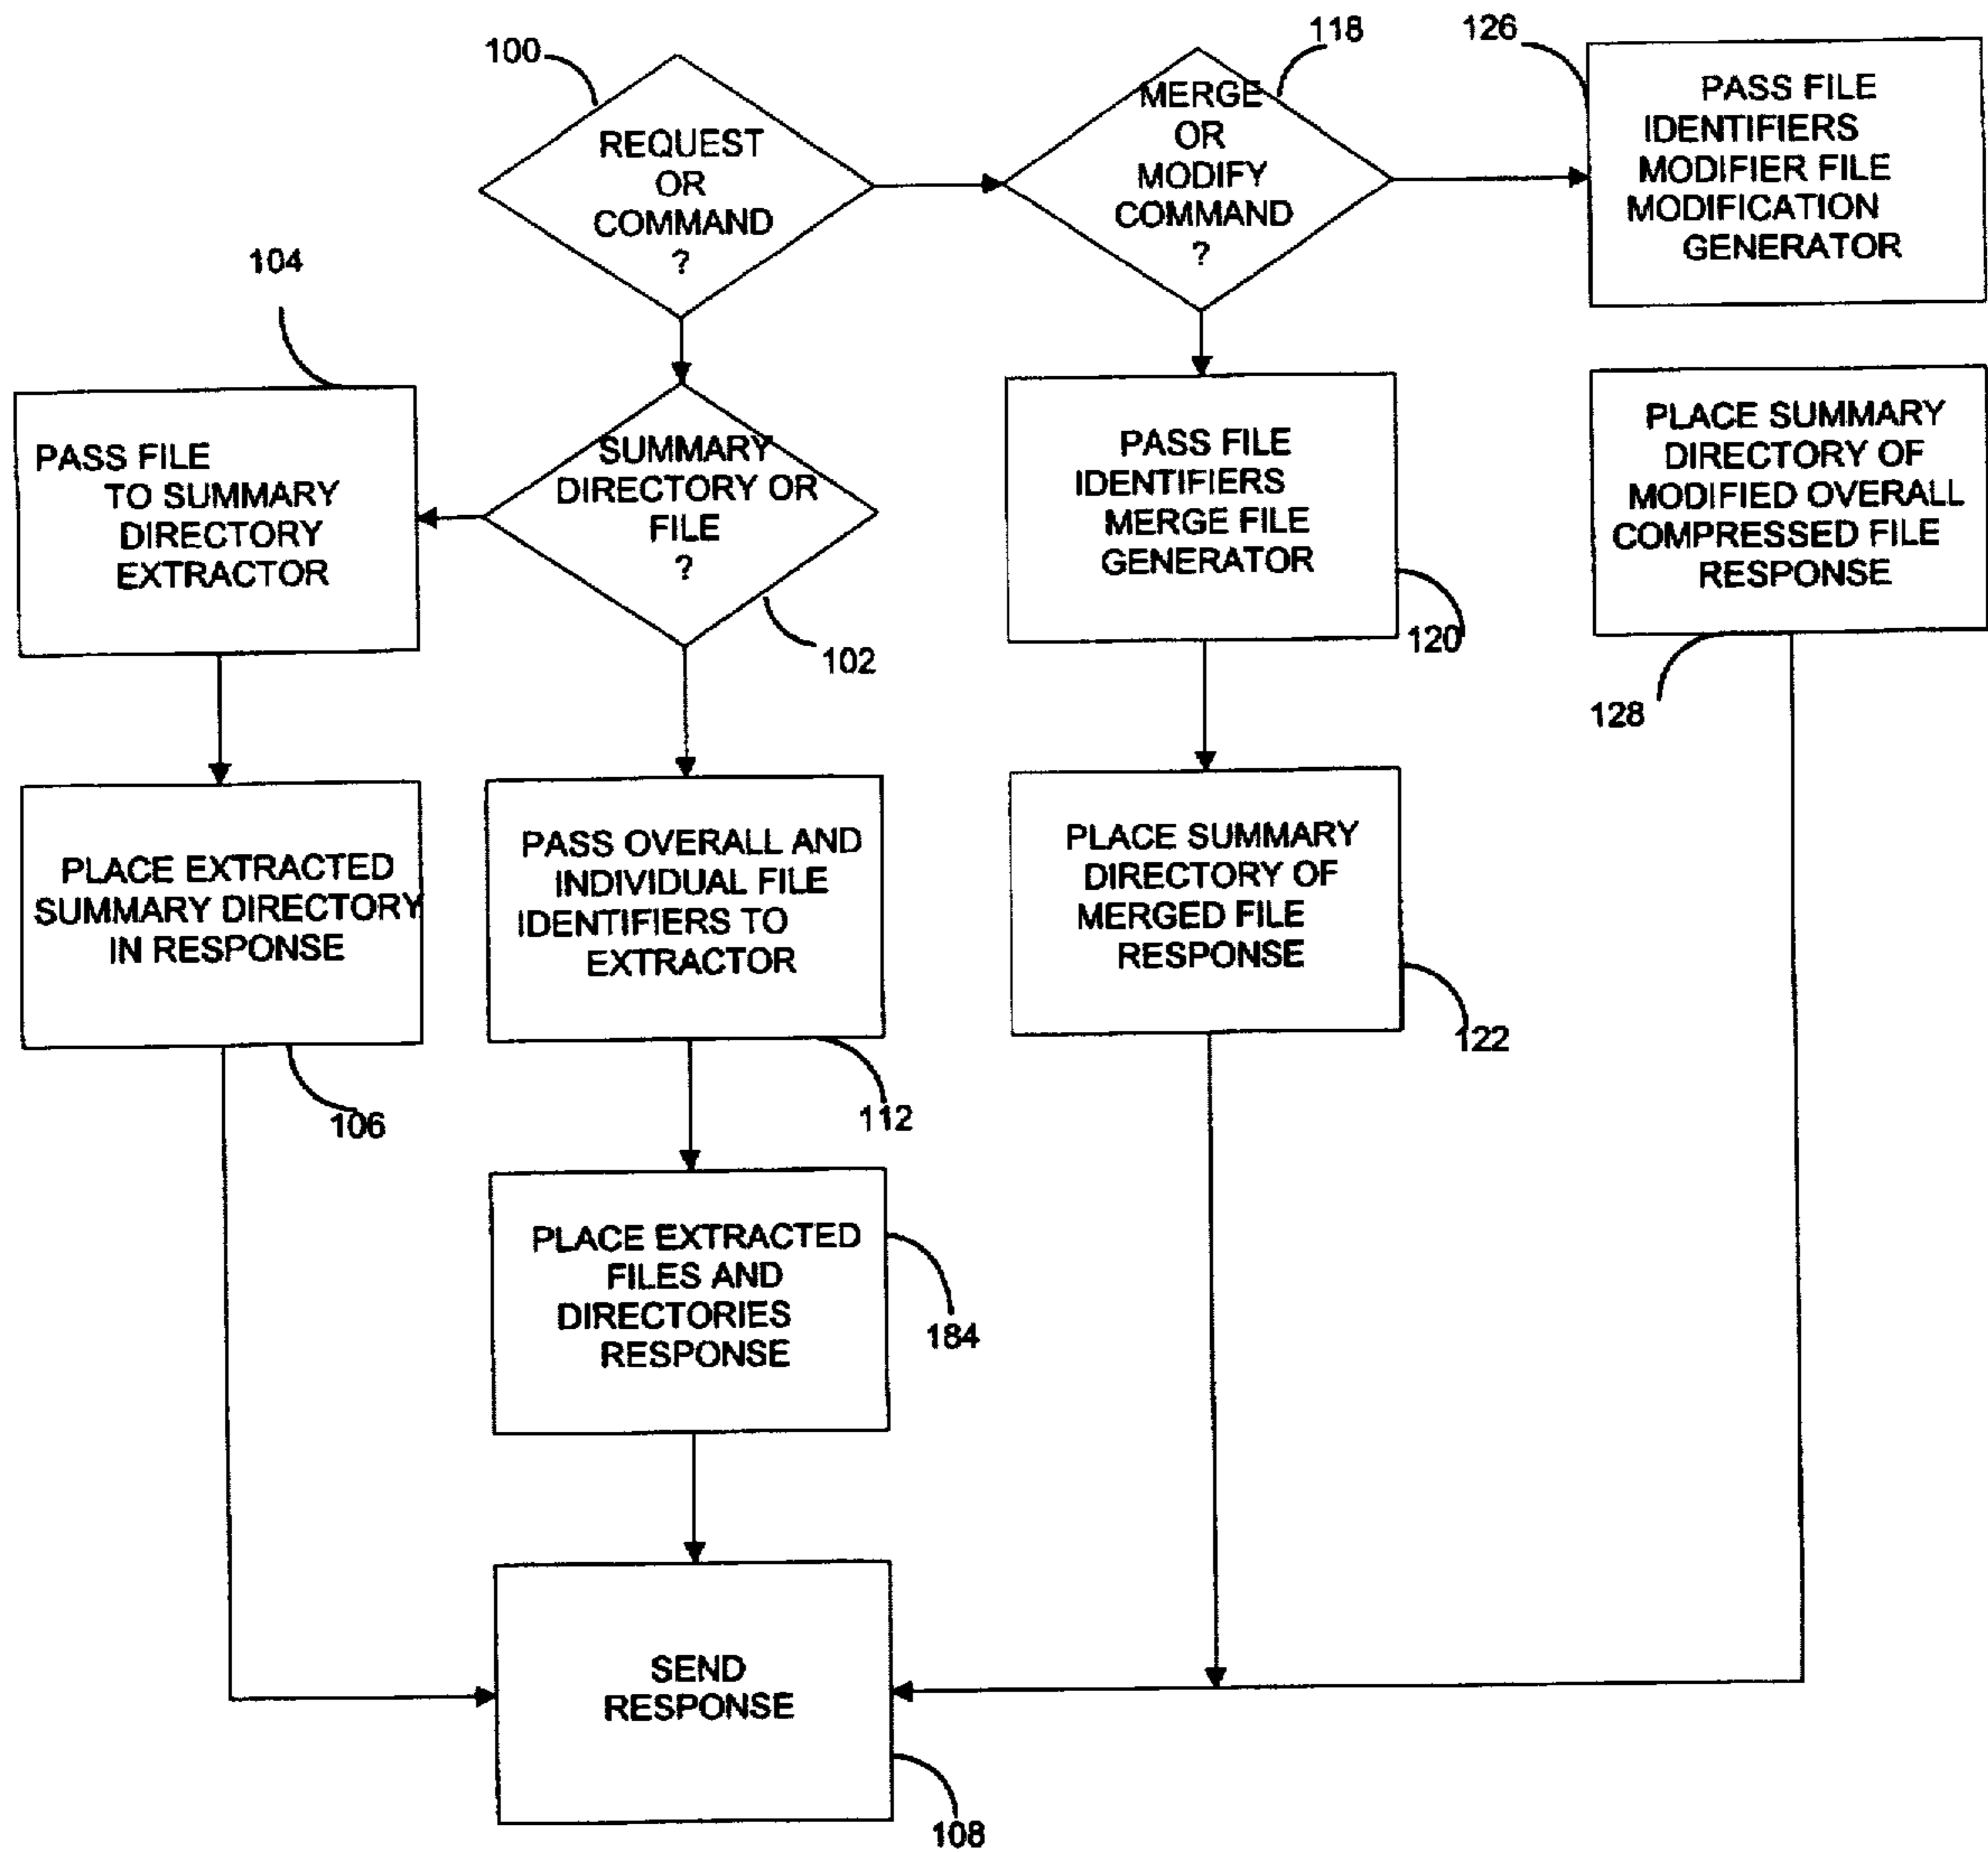 100
REQUEST
OR
COMMAND
?
118
MERGE
OR
MODIFY
COMMAND
?
126
PASS FILE
IDENTIFIERS
MODIFIER FILE
MODIFICATION
GENERATOR
104
PASS FILE
TO SUMMARY
DIRECTORY
EXTRACTOR
SUMMARY
DIRECTORY OR
FILE
?
102
PASS FILE
IDENTIFIERS
MERGE FILE
GENERATOR
120
PLACE SUMMARY
DIRECTORY OF
MODIFIED OVERALL
COMPRESSED FILE
RESPONSE
128
PLACE EXTRACTED
SUMMARY DIRECTORY
IN RESPONSE
106
PASS OVERALL AND
INDIVIDUAL FILE
IDENTIFIERS TO
EXTRACTOR
112
PLACE SUMMARY
DIRECTORY OF
MERGED FILE
RESPONSE
122
PLACE EXTRACTED
FILES AND
DIRECTORIES
RESPONSE
184
SEND
RESPONSE
108